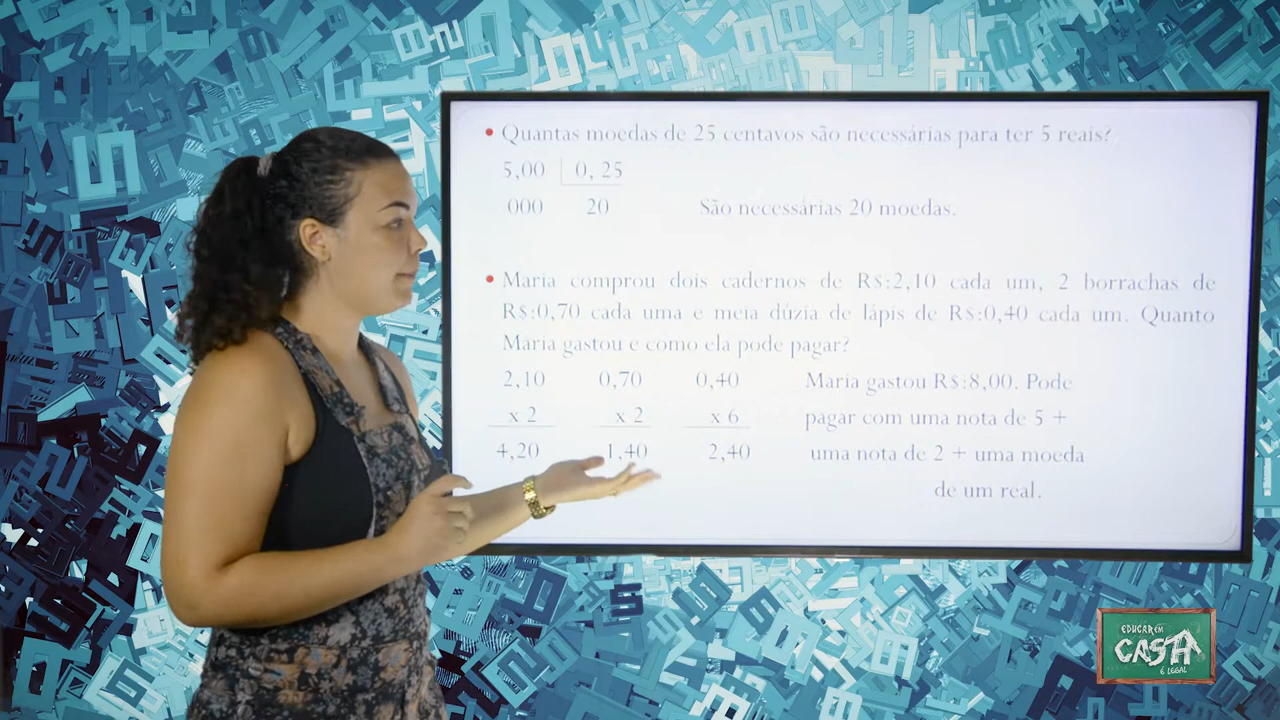 Quantas moedas de 25 centavos são necessárias para ter 5 reais?
5,00 0, 25
000 20 São necessárias 20 moedas.
Maria comprou dois cadernos de R$:2,10 cada um, 2 borrachas de
R$:0,70 cada uma e meia dúzia de lápis de R$:0,40 cada um. Quanto
Maria gastou e como ela pode pagar?
2,10 0,70 0,40 Maria gastou R$:8,00. Pode
x 2 x 2 x 6 pagar com uma nota de 5 +
4,20 1,40 2,40 uma nota de 2 + uma moeda
de um real.
EDUCAR EM
CASA
É LEGAL